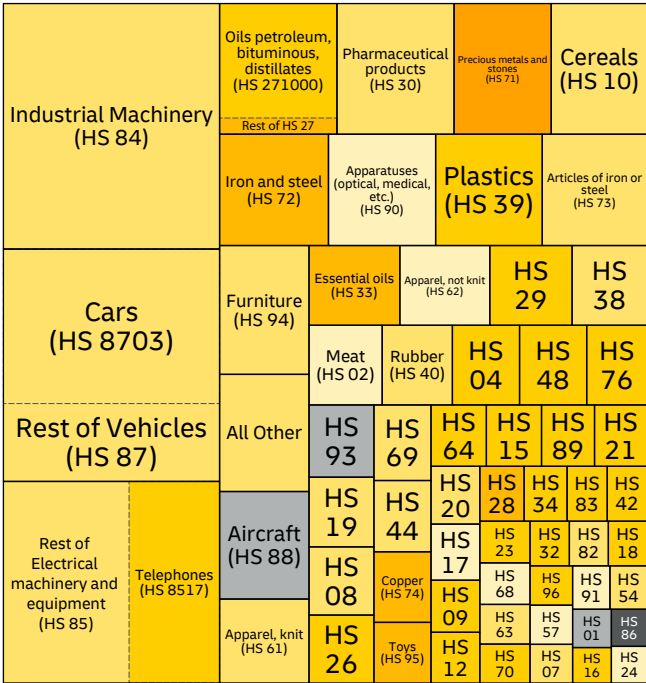 Industrial Machinery
(HS 84)
Oils petroleum,
bituminous,
distillates
(HS 271000)
Rest of HS 27
Pharmaceutical
products
(HS 30)
Precious metals and
stones
(HS 71)
Cereals
(HS 10)
Iron and steel
(HS 72)
Apparatuses
(optical, medical,
etc.)
(HS 90)
Plastics
(HS 39)
Articles of iron or
steel
(HS 73)
Cars
(HS 8703)
Rest of Vehicles
(HS 87)
Furniture
(HS 94)
Essential oils
(HS 33)
Apparel, not knit
(HS 62)
HS
29
HS
38
Meat
(HS 02)
Rubber
(HS 40)
HS
04
HS
48
HS
76
All Other
HS
93
HS
69
HS
64
HS
15
HS
89
HS
21
Rest of
Electrical
machinery and
equipment
(HS 85)
Telephones
(HS 8517)
Aircraft
(HS 88)
Apparel, knit
(HS 61)
HS
19
HS
44
HS
08
Copper
(HS 74)
HS
26
Toys
(HS 95)
HS
20
HS
17
HS
09
HS
12
HS
28
HS
34
HS
83
HS
42
HS
23
HS
32
HS
82
HS
18
HS
68
HS
96
HS
91
HS
54
HS
63
HS
57
HS
01
HS
86
HS
70
HS
07
HS
16
HS
24